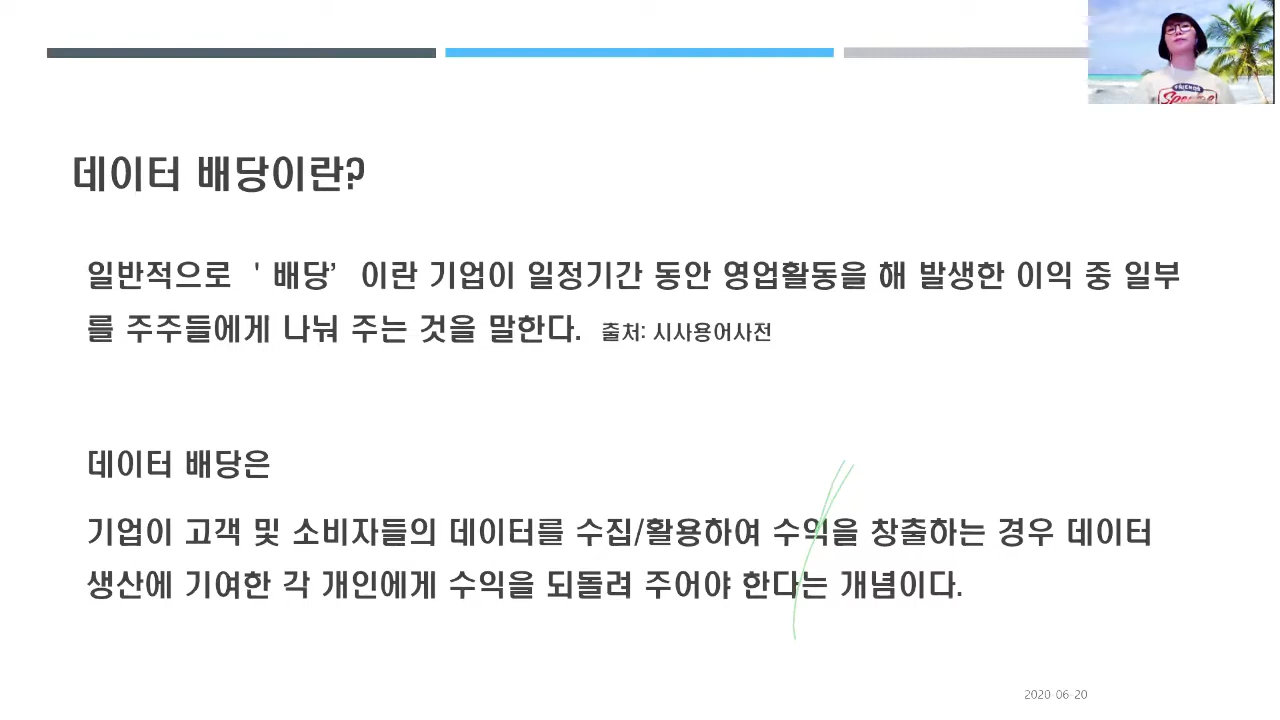 데이터 배당이란?
일반적으로 '배당’ 이란 기업이 일정기간 동안 영업활동을 해 발생한 이익 중 일부
를 주주들에게 나눠 주는 것을 말한다. 출처: 시사용어사전
데이터 배당은
기업이 고객 및 소비자들의 데이터를 수집/활용하여 수익을 창출하는 경우 데이터
생산에 기여한 각 개인에게 수익을 되돌려 주어야 한다는 개념이다.
2020-06-20